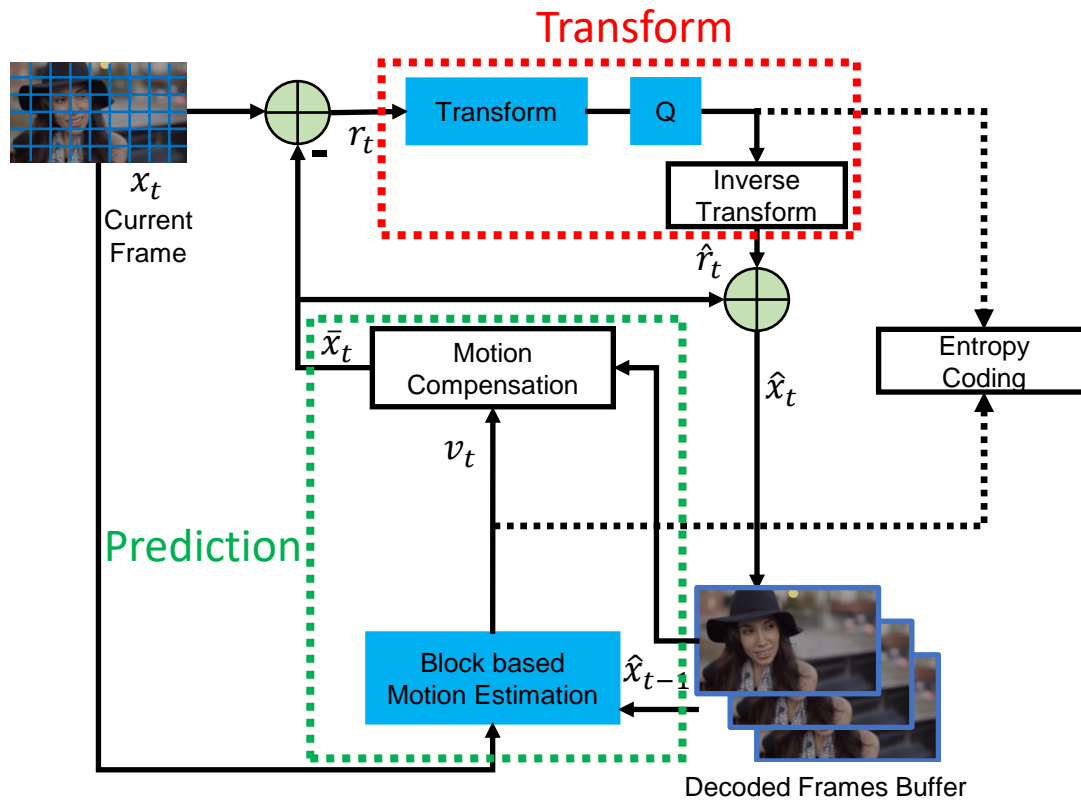 Transform
Transform
Q
-
r_t
x_t
Current
Frame
Inverse
Transform
r̂_t
x̄_t
Motion
Compensation
x̂_t
Entropy
Coding
v_t
Prediction
Block based
Motion Estimation
x̂_{t-1}
Decoded Frames Buffer